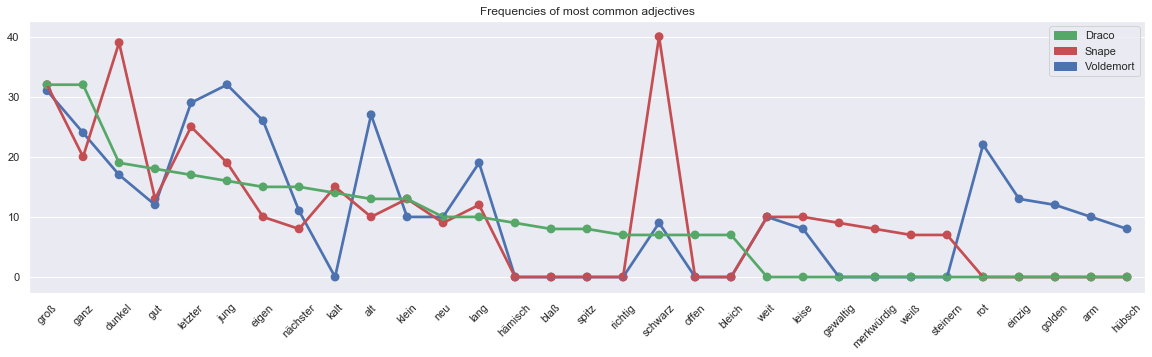 Frequencies of most common adjectives
Draco
Snape
Voldemort
40
30
20
10
0
groß
ganz
dunkel
gut
letzter
jung
eigen
nächster
kalt
alt
klein
neu
lang
hämisch
blaß
spitz
richtig
schwarz
offen
bleich
weit
leise
gewaltig
merkwürdig
weiß
steinern
rot
einzig
golden
arm
hübsch